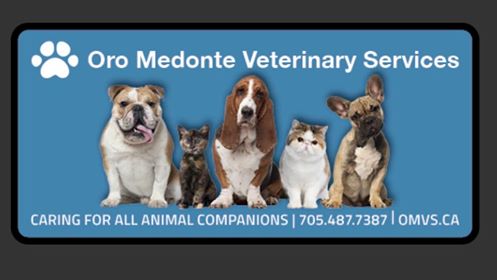 Oro Medonte Veterinary Services
CARING FOR ALL ANIMAL COMPANIONS | 705.487.7387 | OMVS.CA